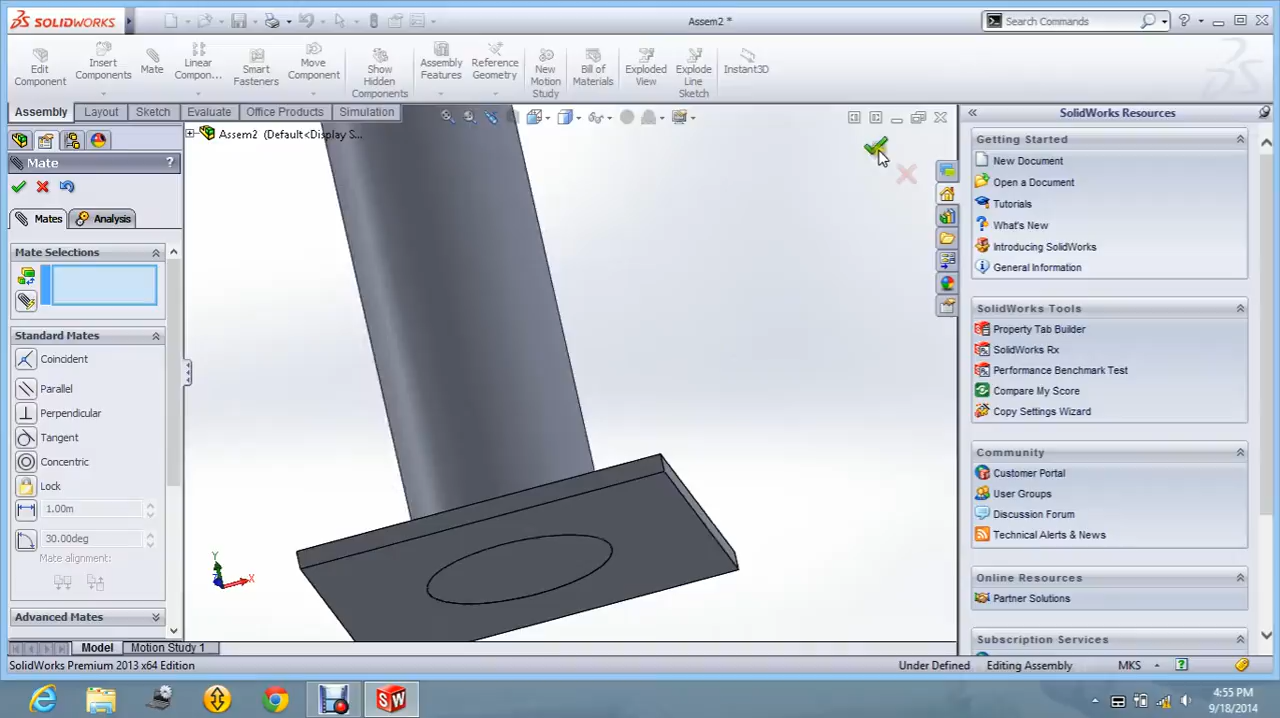 SOLIDWORKS
Assem2 *
Search Commands
Edit Component
Insert Components
Mate
Linear Compon...
Smart Fasteners
Move Component
Show Hidden Components
Assembly Features
Reference Geometry
New Motion Study
Bill of Materials
Exploded View
Explode Line Sketch
Instant3D
Assembly
Layout
Sketch
Evaluate
Office Products
Simulation
Assem2 (Default<Display S...
SolidWorks Resources
Mate
?
Mates
Analysis
Mate Selections
Standard Mates
Coincident
Parallel
Perpendicular
Tangent
Concentric
Lock
1.00m
30.00deg
Mate alignment:
Advanced Mates
Y
X
Getting Started
New Document
Open a Document
Tutorials
What's New
Introducing SolidWorks
General Information
SolidWorks Tools
Property Tab Builder
SolidWorks Rx
Performance Benchmark Test
Compare My Score
Copy Settings Wizard
Community
Customer Portal
User Groups
Discussion Forum
Technical Alerts & News
Online Resources
Partner Solutions
Subscription Services
Model
Motion Study 1
SolidWorks Premium 2013 x64 Edition
Under Defined
Editing Assembly
MKS
SW
4:55 PM
9/18/2014